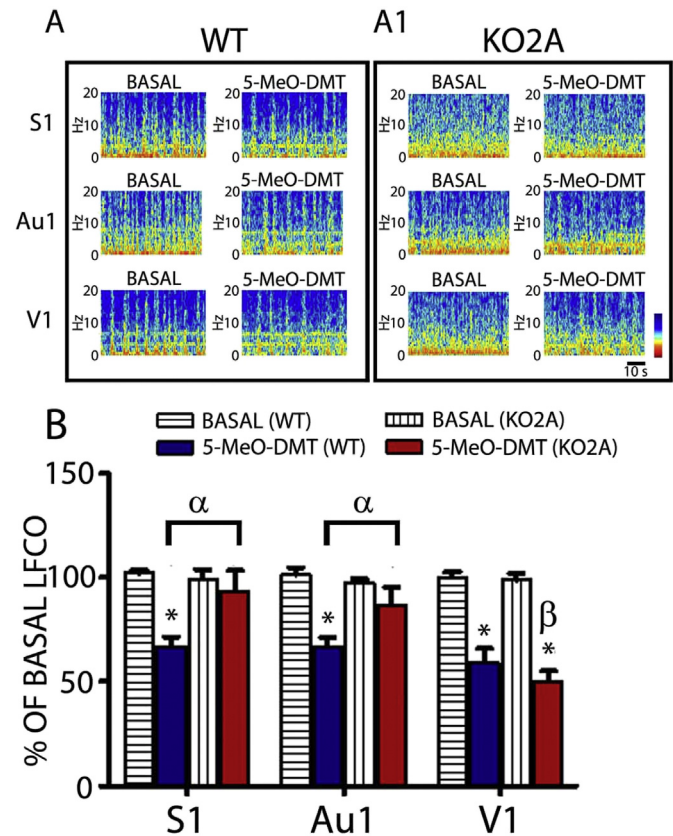 A
A1
WT
KO2A
BASAL
5-MeO-DMT
BASAL
5-MeO-DMT
S1
Hz
20
10
0
Hz
20
10
0
Hz
20
10
0
Hz
20
10
0
BASAL
5-MeO-DMT
BASAL
5-MeO-DMT
Au1
Hz
20
10
0
Hz
20
10
0
Hz
20
10
0
Hz
20
10
0
BASAL
5-MeO-DMT
BASAL
5-MeO-DMT
V1
Hz
20
10
0
Hz
20
10
0
Hz
20
10
0
Hz
20
10
0
10 s
B
BASAL (WT)
BASAL (KO2A)
5-MeO-DMT (WT)
5-MeO-DMT (KO2A)
% OF BASAL LFCO
150
100
50
0
α
α
*
*
*
β
*
S1
Au1
V1